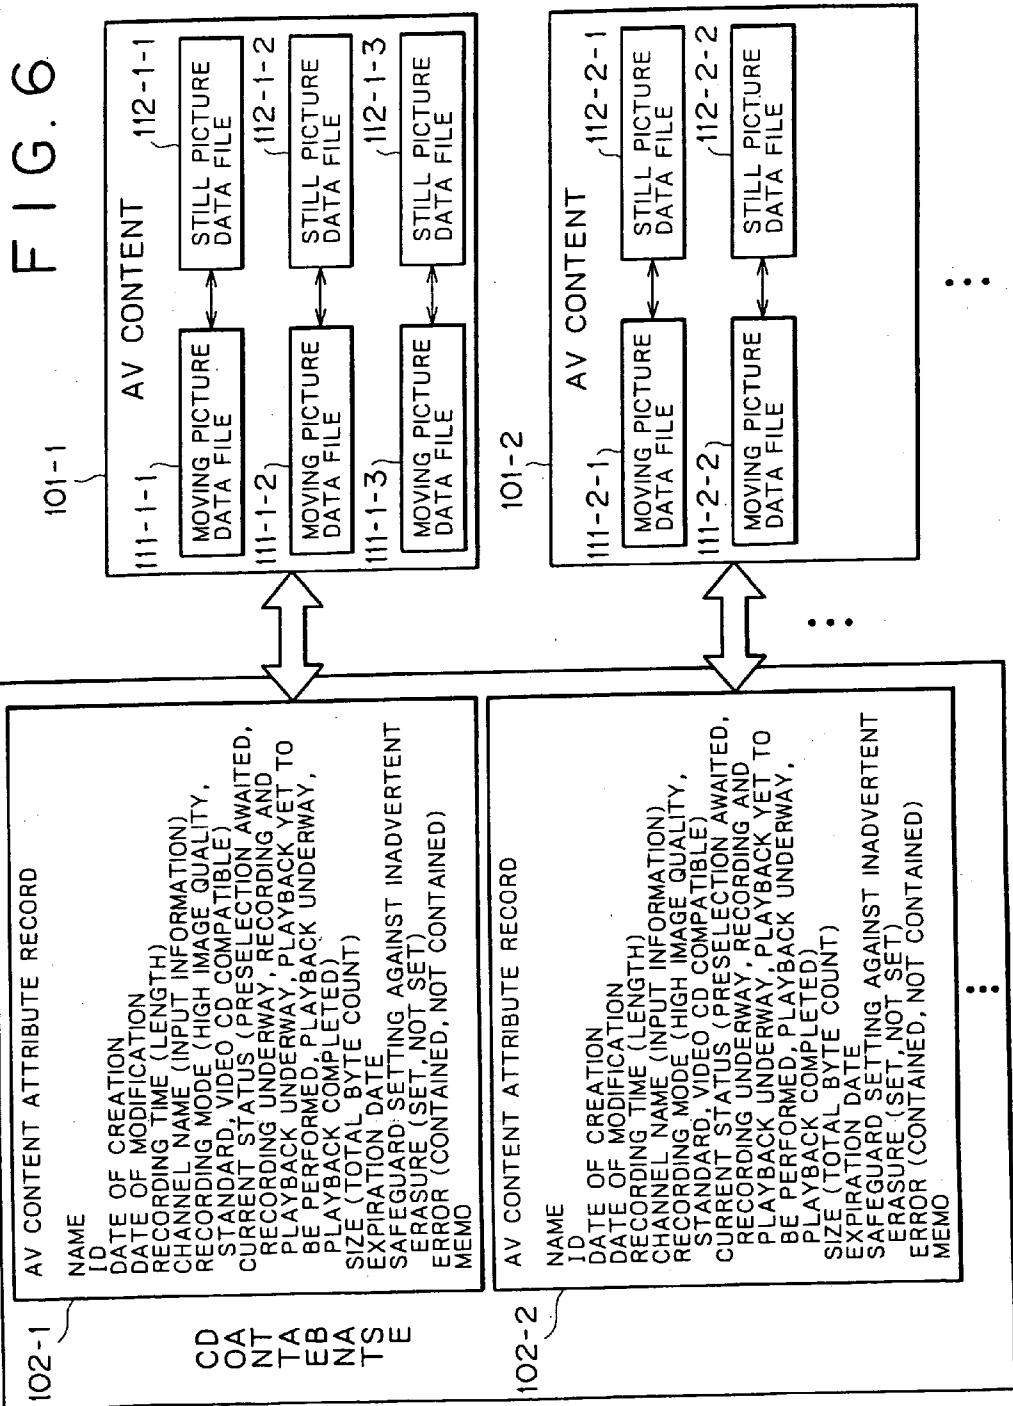 FIG. 6
102-1
AV CONTENT ATTRIBUTE RECORD
NAME
ID
DATE OF CREATION
DATE OF MODIFICATION
RECORDING TIME (LENGTH)
CHANNEL NAME (INPUT INFORMATION)
RECORDING MODE (HIGH IMAGE QUALITY,
STANDARD, VIDEO CD COMPATIBLE)
CURRENT STATUS (PRESELECTION AWAITED,
RECORDING UNDERWAY, RECORDING AND
PLAYBACK UNDERWAY, PLAYBACK YET TO
BE PERFORMED, PLAYBACK UNDERWAY,
PLAYBACK COMPLETED)
SIZE (TOTAL BYTE COUNT)
EXPIRATION DATE
SAFEGUARD SETTING AGAINST INADVERTENT
ERASURE (SET, NOT SET)
ERROR (CONTAINED, NOT CONTAINED)
MEMO
CD
OA
NT
TA
EB
NA
TS
E
101-1
AV CONTENT
111-1-1
MOVING PICTURE
DATA FILE
112-1-1
STILL PICTURE
DATA FILE
111-1-2
MOVING PICTURE
DATA FILE
112-1-2
STILL PICTURE
DATA FILE
111-1-3
MOVING PICTURE
DATA FILE
112-1-3
STILL PICTURE
DATA FILE
102-2
AV CONTENT ATTRIBUTE RECORD
NAME
ID
DATE OF CREATION
DATE OF MODIFICATION
RECORDING TIME (LENGTH)
CHANNEL NAME (INPUT INFORMATION)
RECORDING MODE (HIGH IMAGE QUALITY,
STANDARD, VIDEO CD COMPATIBLE)
CURRENT STATUS (PRESELECTION AWAITED,
RECORDING UNDERWAY, RECORDING AND
PLAYBACK UNDERWAY, PLAYBACK YET TO
BE PERFORMED, PLAYBACK UNDERWAY,
PLAYBACK COMPLETED)
SIZE (TOTAL BYTE COUNT)
EXPIRATION DATE
SAFEGUARD SETTING AGAINST INADVERTENT
ERASURE (SET, NOT SET)
ERROR (CONTAINED, NOT CONTAINED)
MEMO
101-2
AV CONTENT
111-2-1
MOVING PICTURE
DATA FILE
112-2-1
STILL PICTURE
DATA FILE
111-2-2
MOVING PICTURE
DATA FILE
112-2-2
STILL PICTURE
DATA FILE